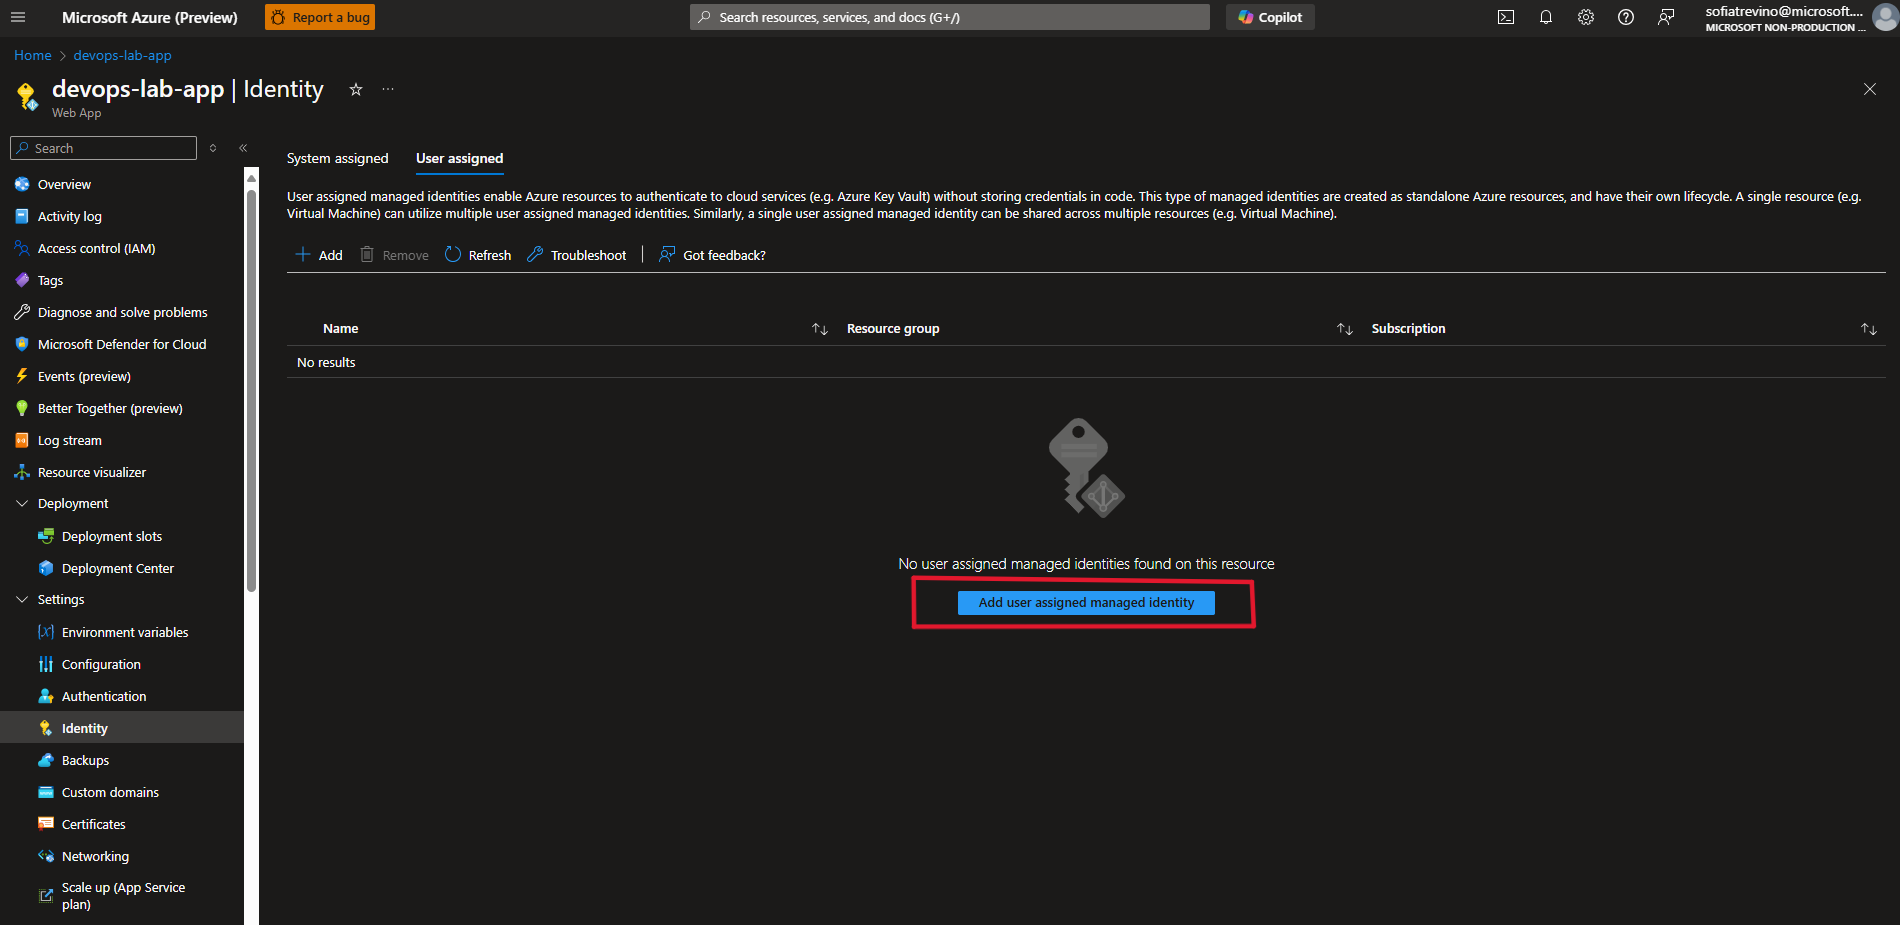 Microsoft Azure (Preview)
Report a bug
Search resources, services, and docs (G+/)
Copilot
sofiatrevino@microsoft....
MICROSOFT NON-PRODUCTION ...
Home > devops-lab-app
devops-lab-app | Identity
Web App
Search
Overview
Activity log
Access control (IAM)
Tags
Diagnose and solve problems
Microsoft Defender for Cloud
Events (preview)
Better Together (preview)
Log stream
Resource visualizer
Deployment
Deployment slots
Deployment Center
Settings
Environment variables
Configuration
Authentication
Identity
Backups
Custom domains
Certificates
Networking
Scale up (App Service
plan)
System assigned
User assigned
User assigned managed identities enable Azure resources to authenticate to cloud services (e.g. Azure Key Vault) without storing credentials in code. This type of managed identities are created as standalone Azure resources, and have their own lifecycle. A single resource (e.g.
Virtual Machine) can utilize multiple user assigned managed identities. Similarly, a single user assigned managed identity can be shared across multiple resources (e.g. Virtual Machine).
Add
Remove
Refresh
Troubleshoot
Got feedback?
Name
Resource group
Subscription
No results
No user assigned managed identities found on this resource
Add user assigned managed identity